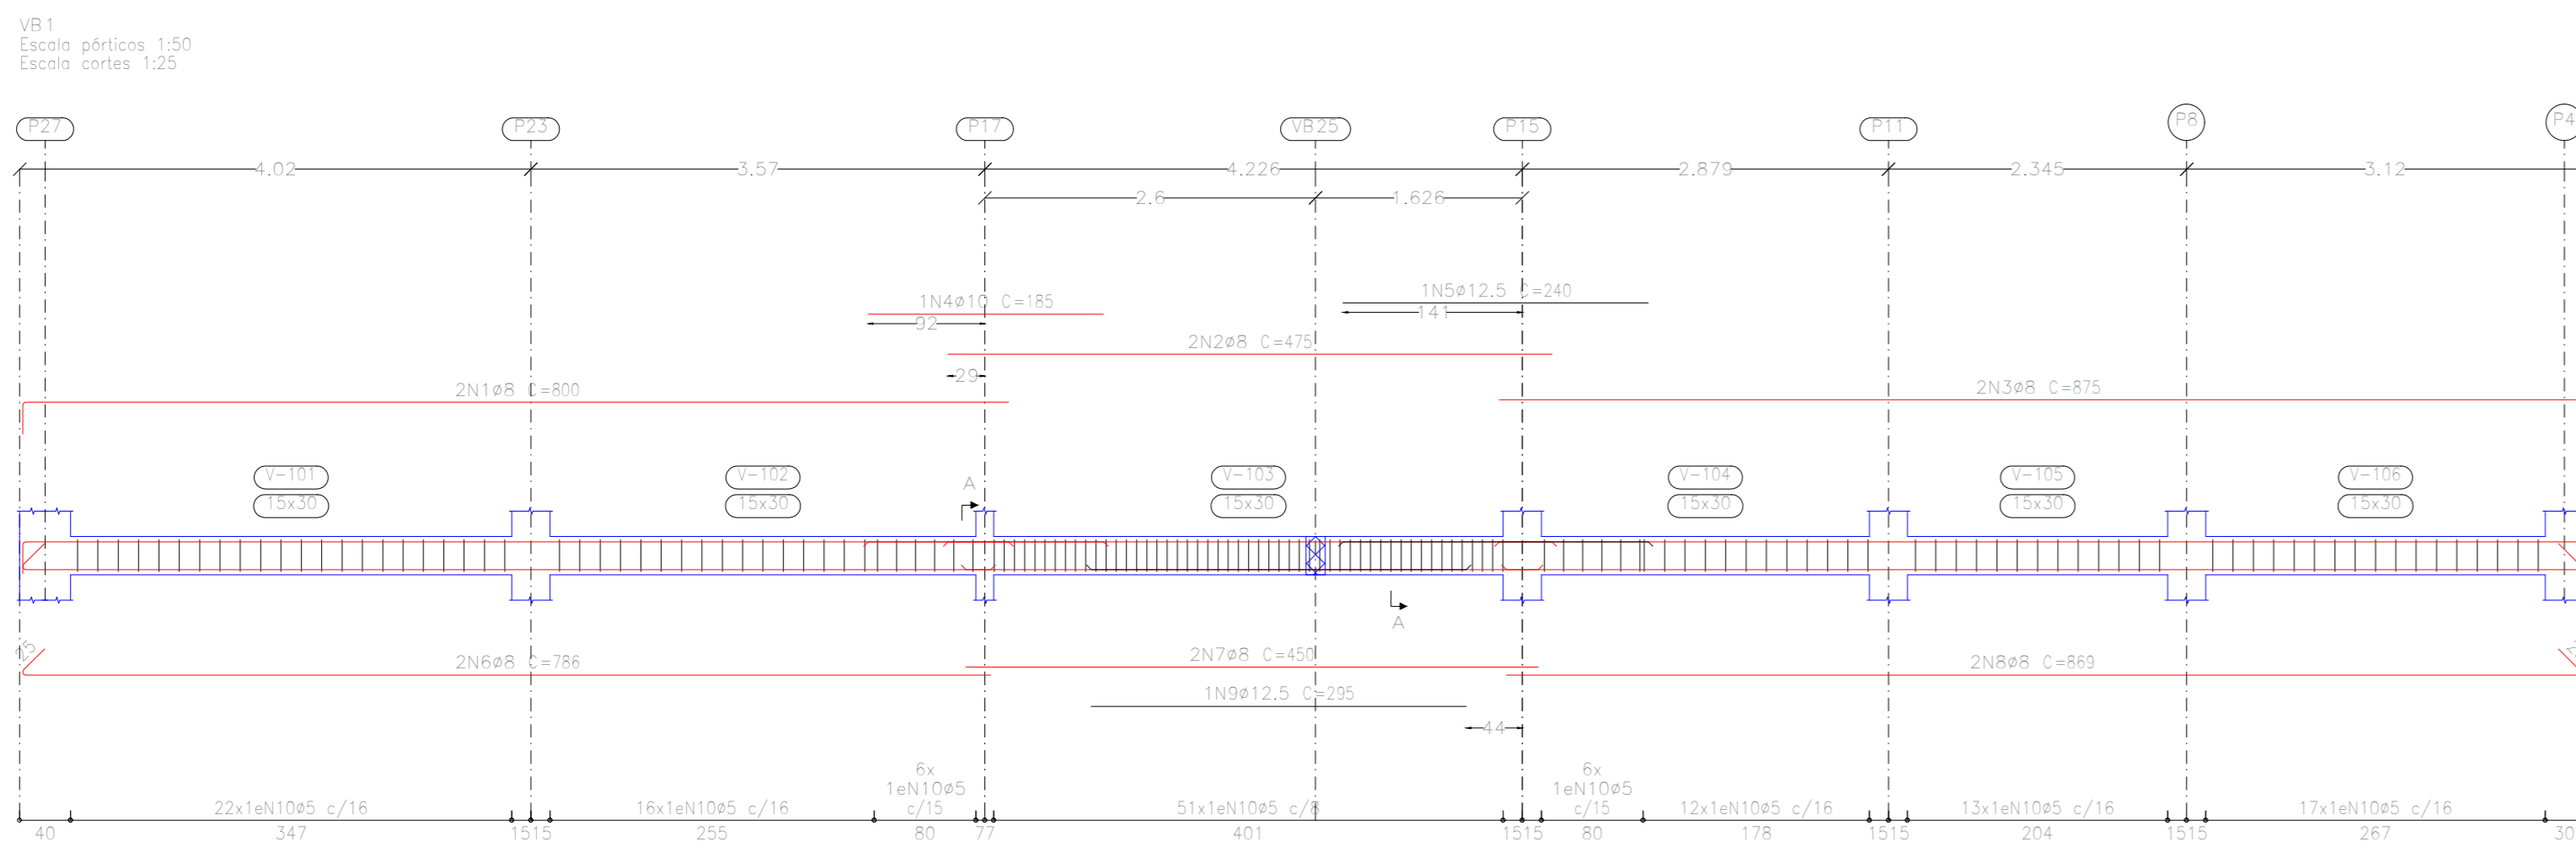 VB1
Escala pórticos 1:50
Escala cortes 1:25
P27 P23 P17 VB25 P15 P11 P8 P4
4.02 3.57 4.226 2.879 2.345 3.12
2.6 1.626
1N4ø10 C=185 1N5ø12.5 C=240
92 141
2N2ø8 C=475
29
2N1ø8 C=800 2N3ø8 C=875
V-101 V-102 V-103 V-104 V-105 V-106
15x30 15x30 15x30 15x30 15x30 15x30
A
A
25
2N6ø8 C=786 2N7ø8 C=450 2N8ø8 C=869
1N9ø12.5 C=295
44
6x 6x
1eN10ø5 1eN10ø5
22x1eN10ø5 c/16 16x1eN10ø5 c/16 c/15 51x1eN10ø5 c/8 c/15 12x1eN10ø5 c/16 13x1eN10ø5 c/16 17x1eN10ø5 c/16
40 347 1515 255 80 77 401 1515 80 178 1515 204 1515 267 30